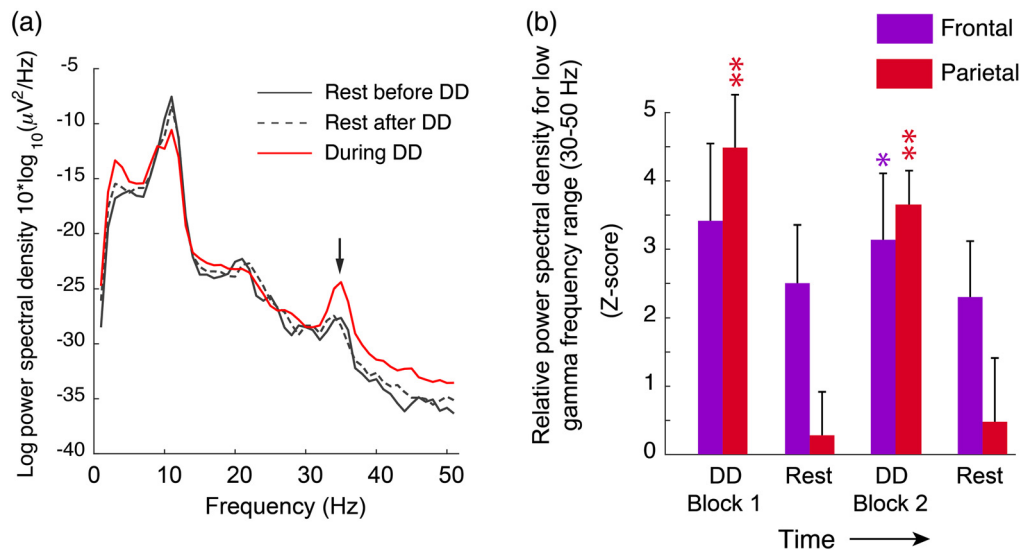 (a)
Log power spectral density 10*log 10(μV2/Hz)
-5
-10
-15
-20
-25
-30
-35
-40
0
10
20
30
40
50
Frequency (Hz)
Rest before DD
Rest after DD
During DD
(b)
Frontal
Parietal
Relative power spectral density for low
gamma frequency range (30-50 Hz)
(Z-score)
5
4
3
2
1
0
**
*
**
DD
Block 1
Rest
DD
Block 2
Rest
Time